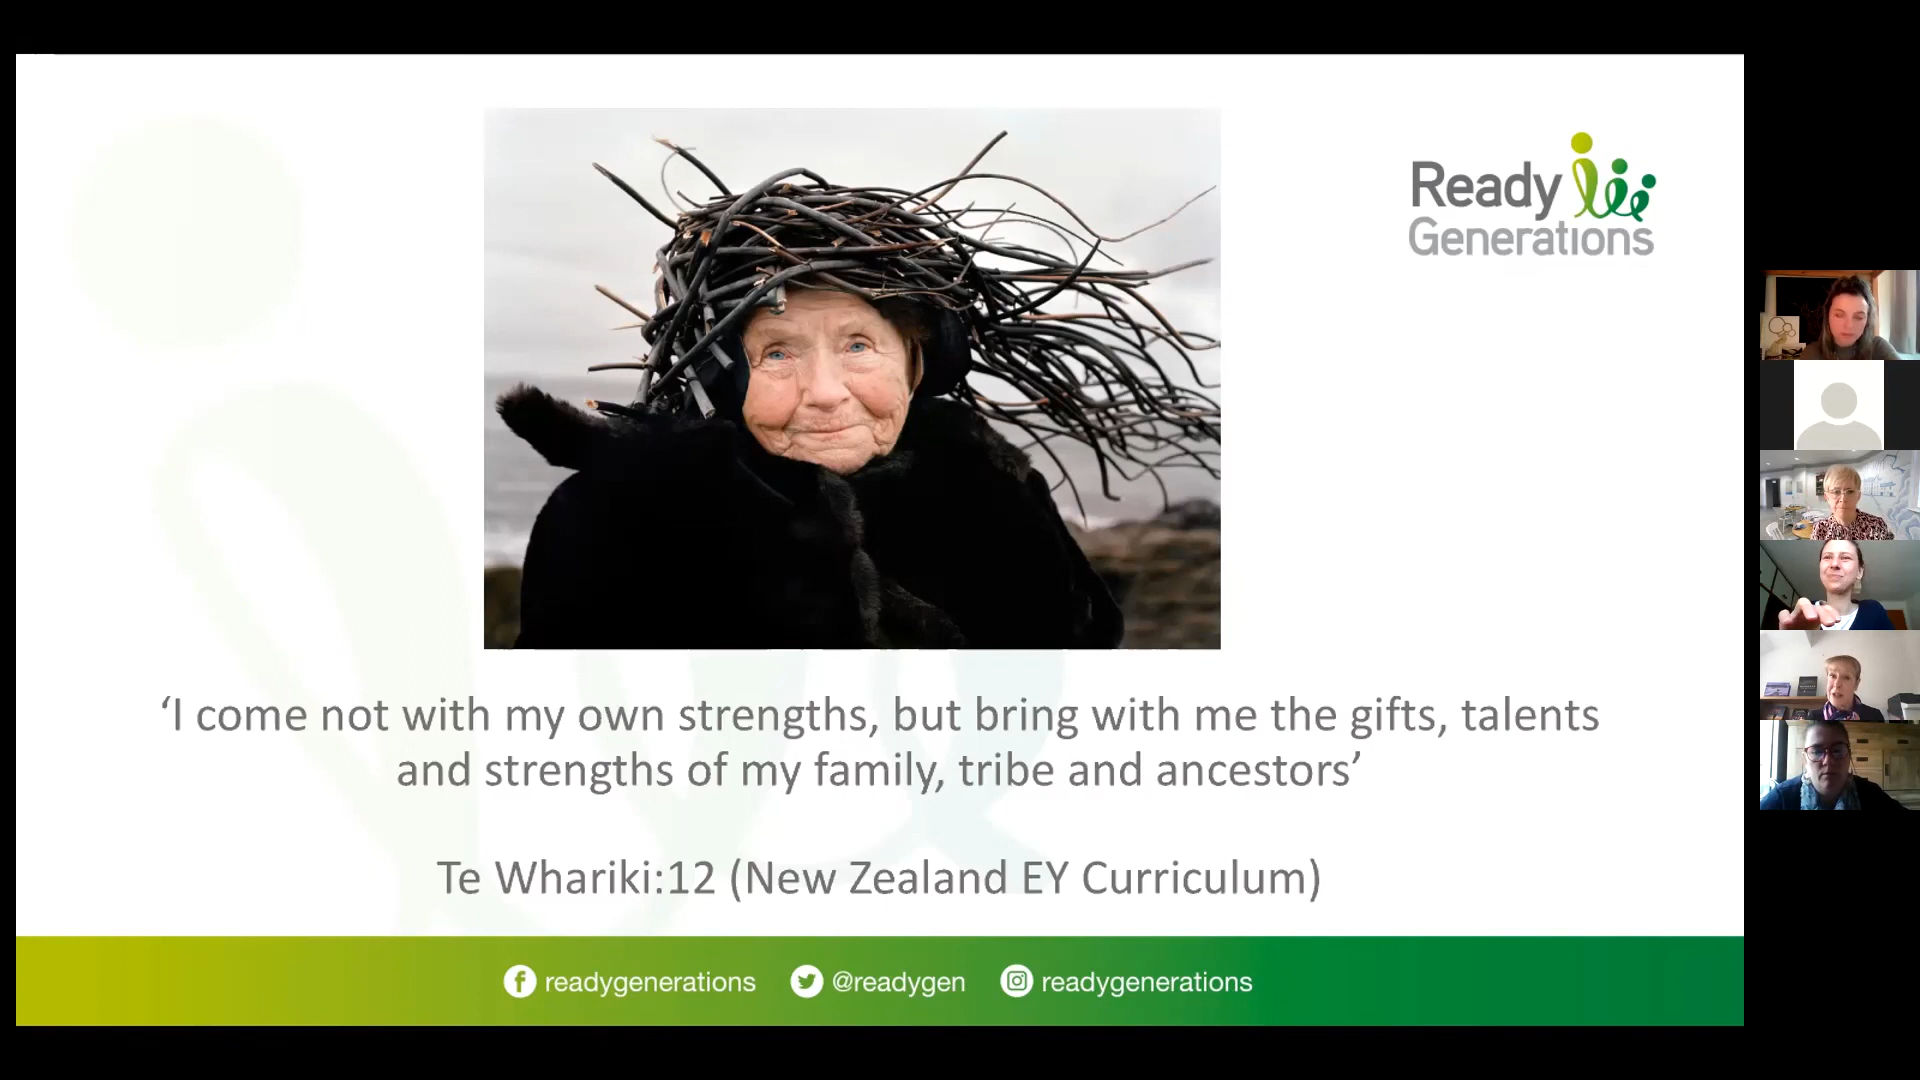 Ready
Generations
‘I come not with my own strengths, but bring with me the gifts, talents
and strengths of my family, tribe and ancestors’
Te Whariki:12 (New Zealand EY Curriculum)
readygenerations @readygen readygenerations